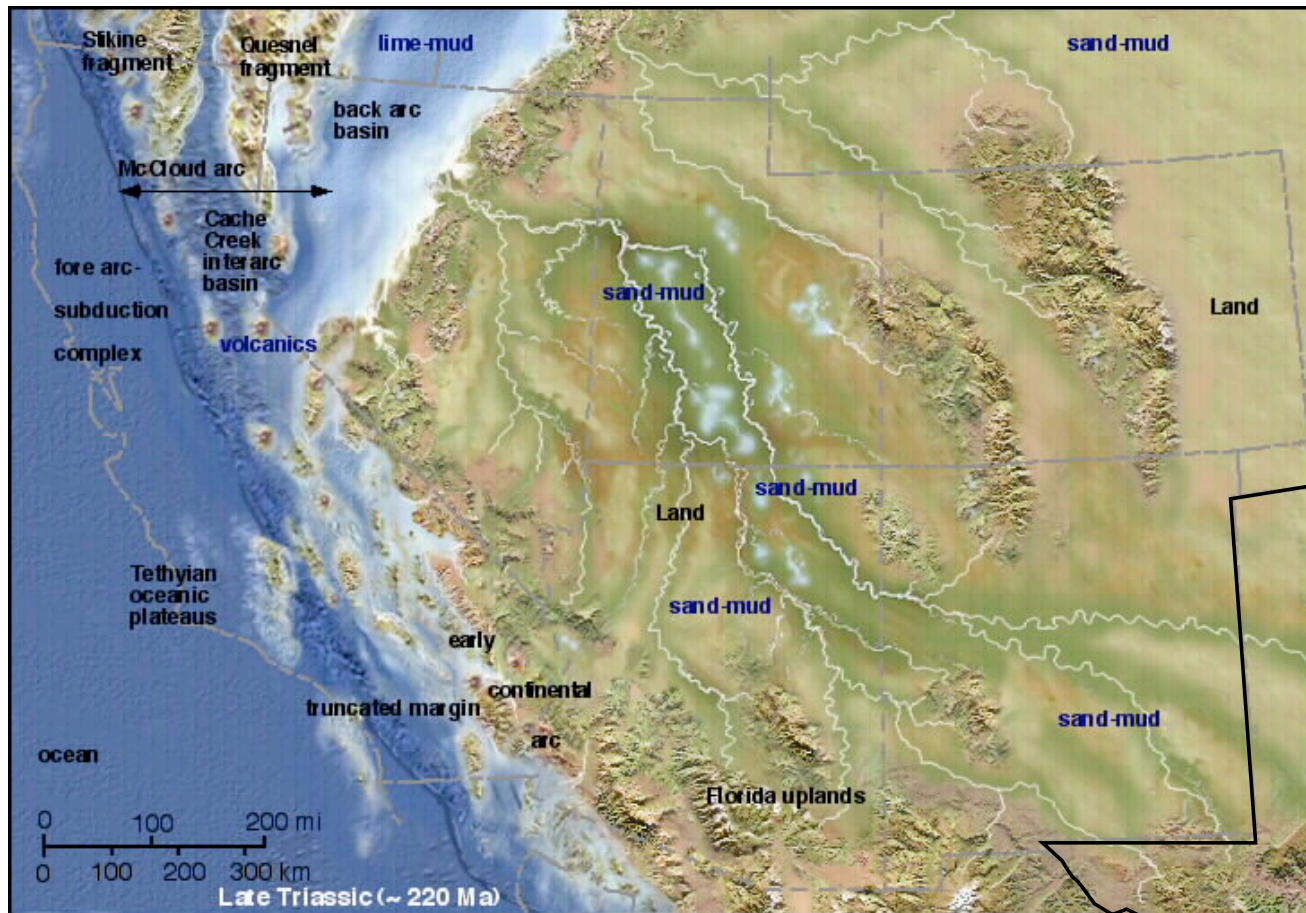 Stikine
fragment
Quesnel
fragment
lime-mud
sand-mud
back arc
basin
McCloud arc
Cache
Creek
interarc
basin
fore arc-
subduction
complex
sand-mud
Land
volcanics
sand-mud
Land
Tethyian
oceanic
plateaus
sand-mud
early
continental
arc
truncated margin
sand-mud
ocean
Florida uplands
0 100 200 mi
0 100 200 300 km
Late Triassic (~ 220 Ma)